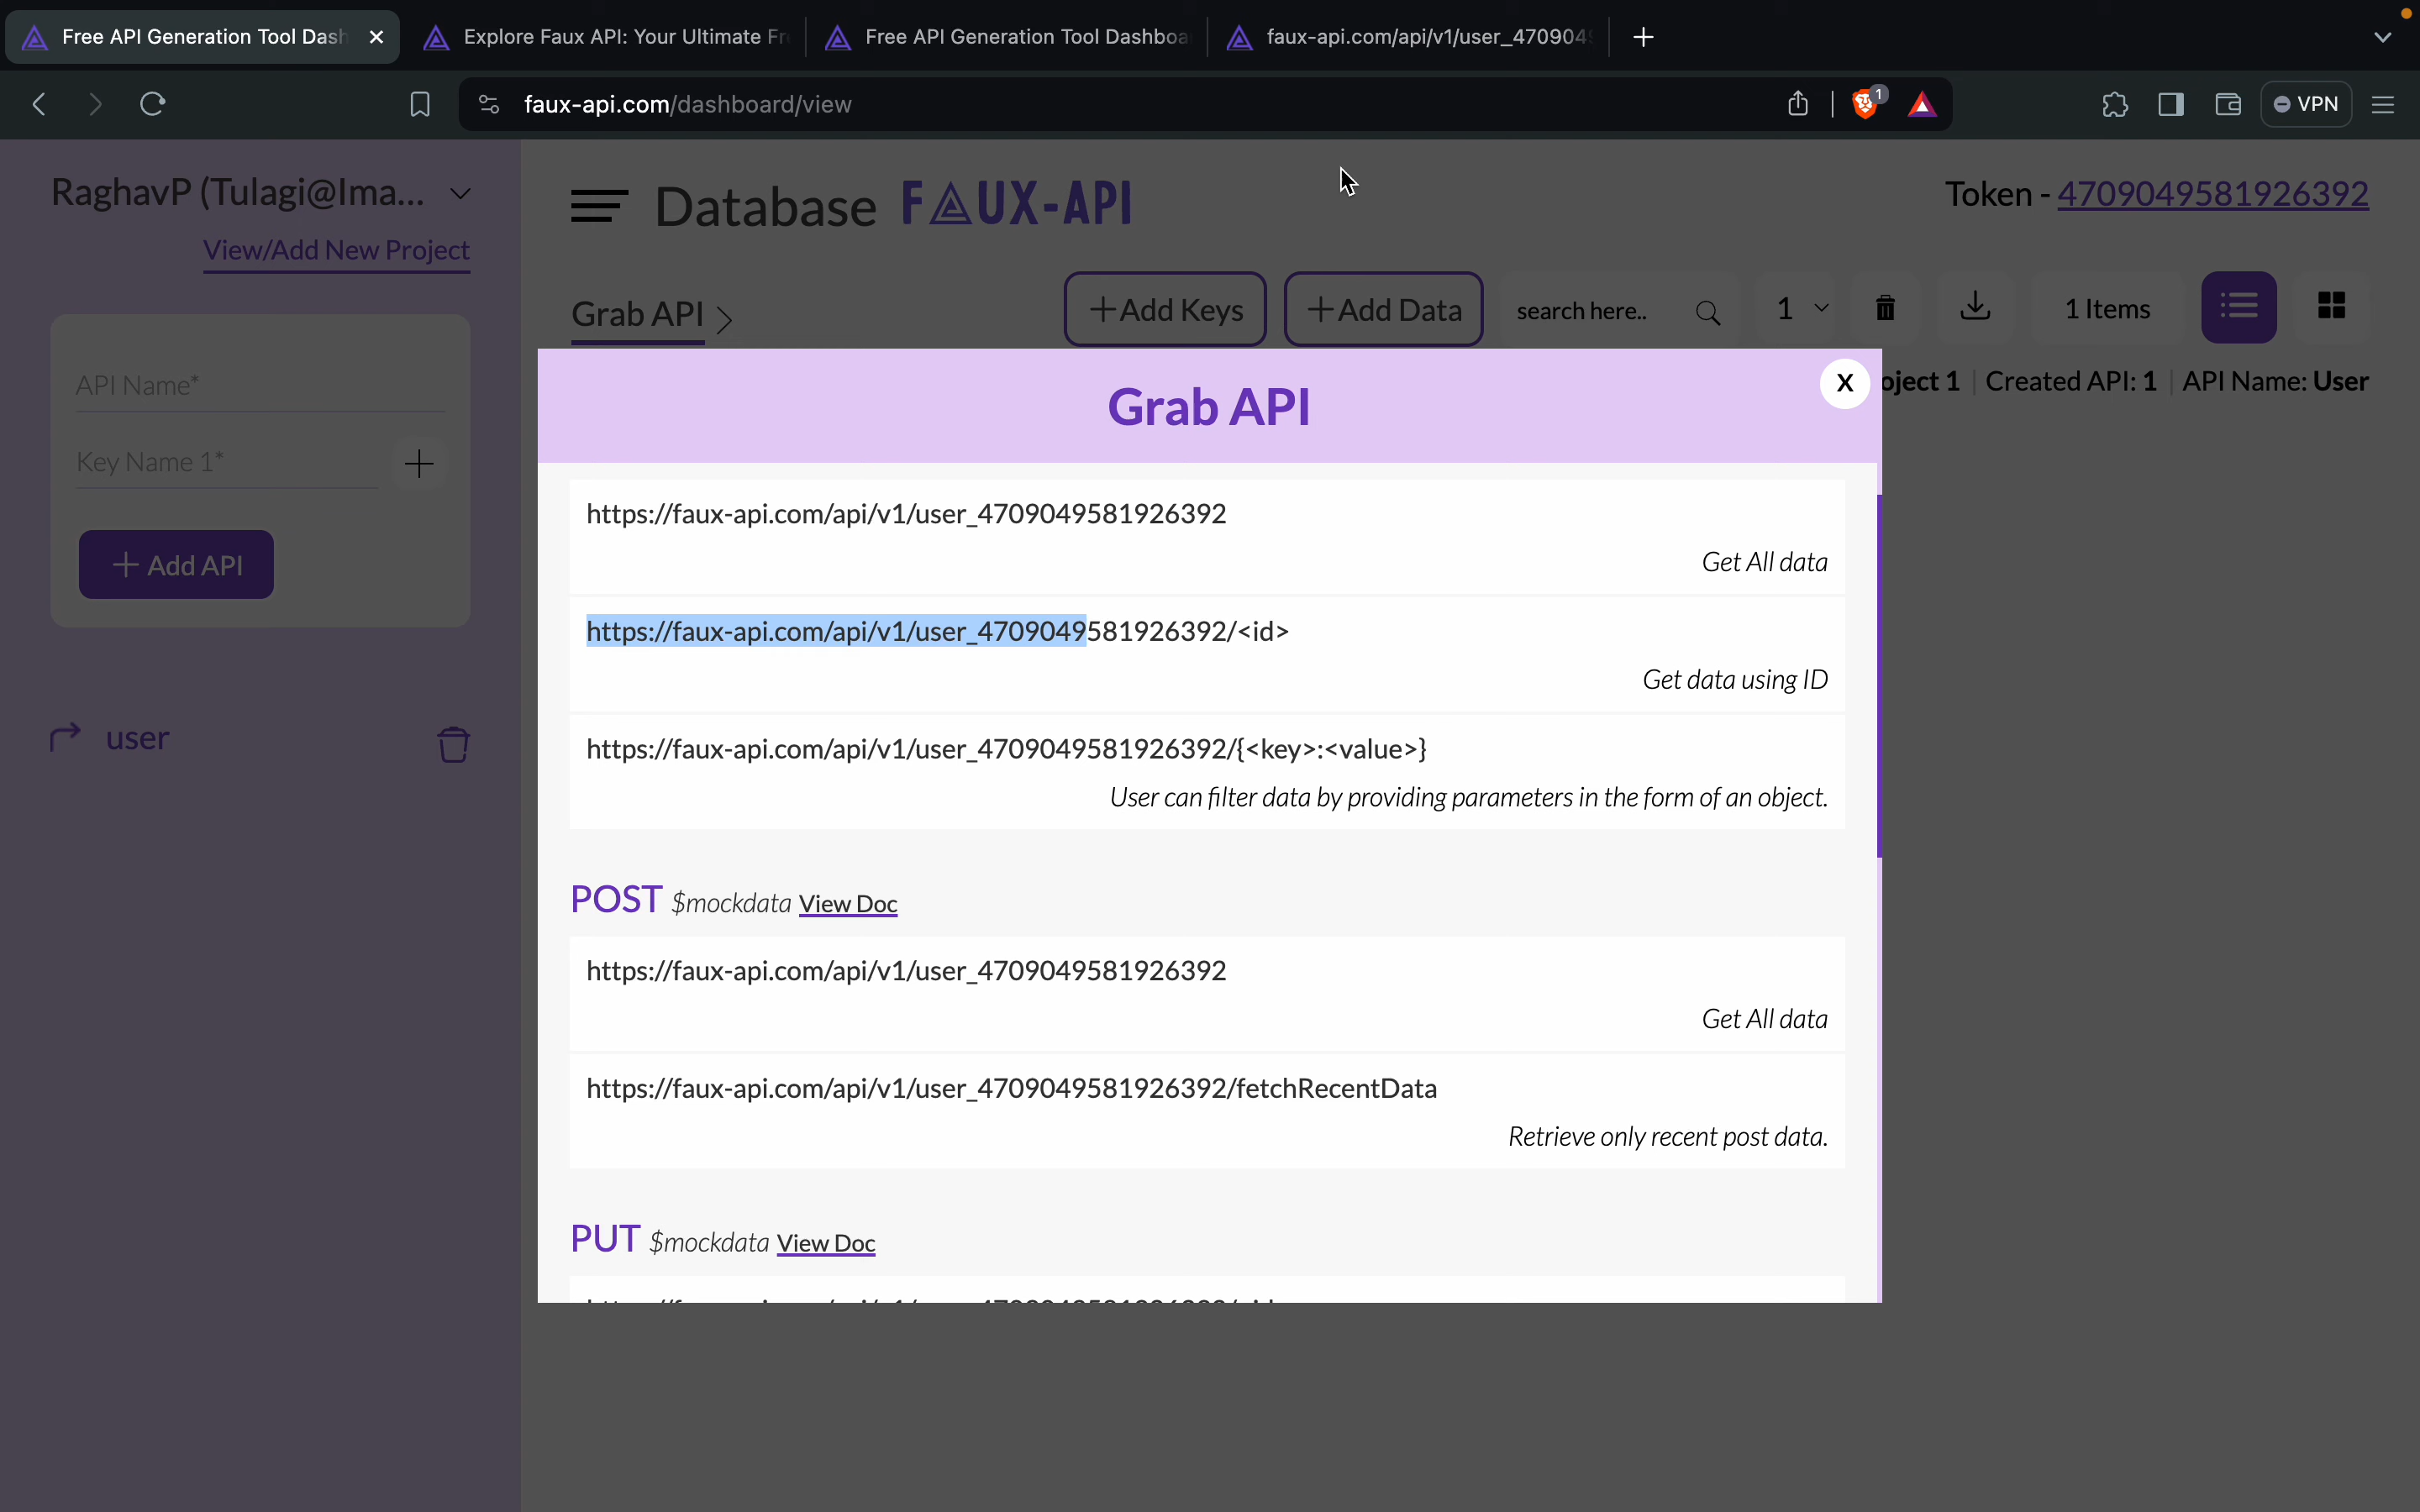 Free API Generation Tool Dash
Explore Faux API: Your Ultimate Fr
Free API Generation Tool Dashboa
faux-api.com/api/v1/user_470904
faux-api.com/dashboard/view
1
VPN
RaghavP (Tulagi@Ima...
View/Add New Project
Database FAUX-API
Token - 4709049581926392
Grab API >
+Add Keys
+Add Data
search here..
1
1 Items
oject 1 | Created API: 1 | API Name: User
API Name*
Key Name 1*
+ Add API
user
Grab API
X
https://faux-api.com/api/v1/user_4709049581926392
Get All data
https://faux-api.com/api/v1/user_4709049581926392/<id>
Get data using ID
https://faux-api.com/api/v1/user_4709049581926392/{<key>:<value>}
User can filter data by providing parameters in the form of an object.
POST $mockdata View Doc
https://faux-api.com/api/v1/user_4709049581926392
Get All data
https://faux-api.com/api/v1/user_4709049581926392/fetchRecentData
Retrieve only recent post data.
PUT $mockdata View Doc